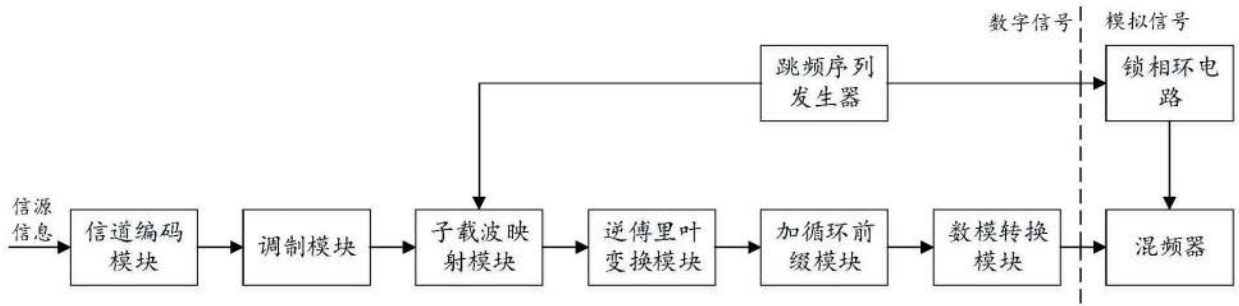 数字信号
模拟信号
跳频序列
发生器
锁相环电
路
信源
信息
信道编码
模块
调制模块
子载波映
射模块
逆傅里叶
变换模块
加循环前
缀模块
数模转换
模块
混频器